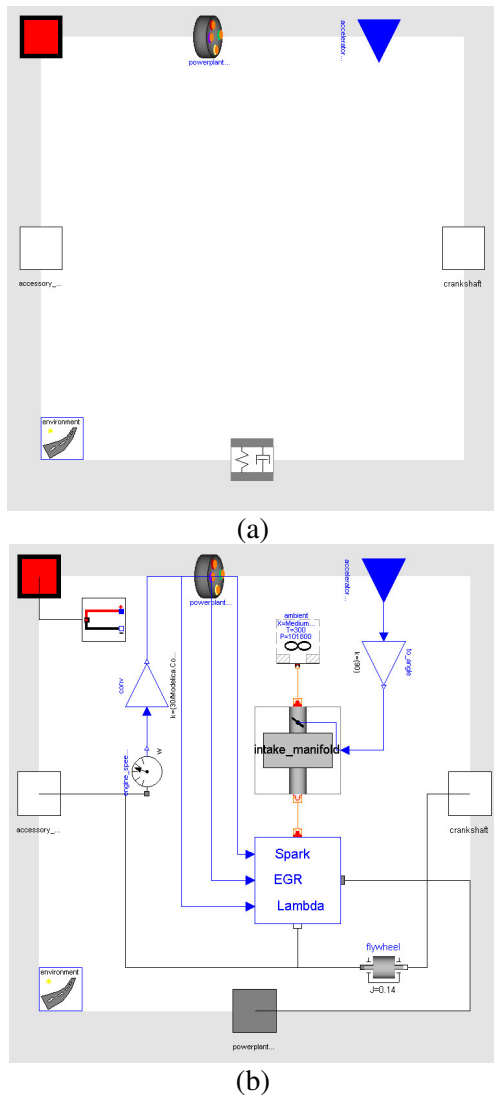 powerplant...
accelerator...
accessory_...
crankshaft
environment
(a)
powerplant...
accelerator...
ambient
X=Medium...
T=300
P=101800
to_angle
k=(90)
conv
k=(30/Modelica.Co...
intake_manifold
engine_spee...
w
accessory_...
crankshaft
Spark
EGR
Lambda
flywheel
J=0.14
environment
powerplant...
(b)